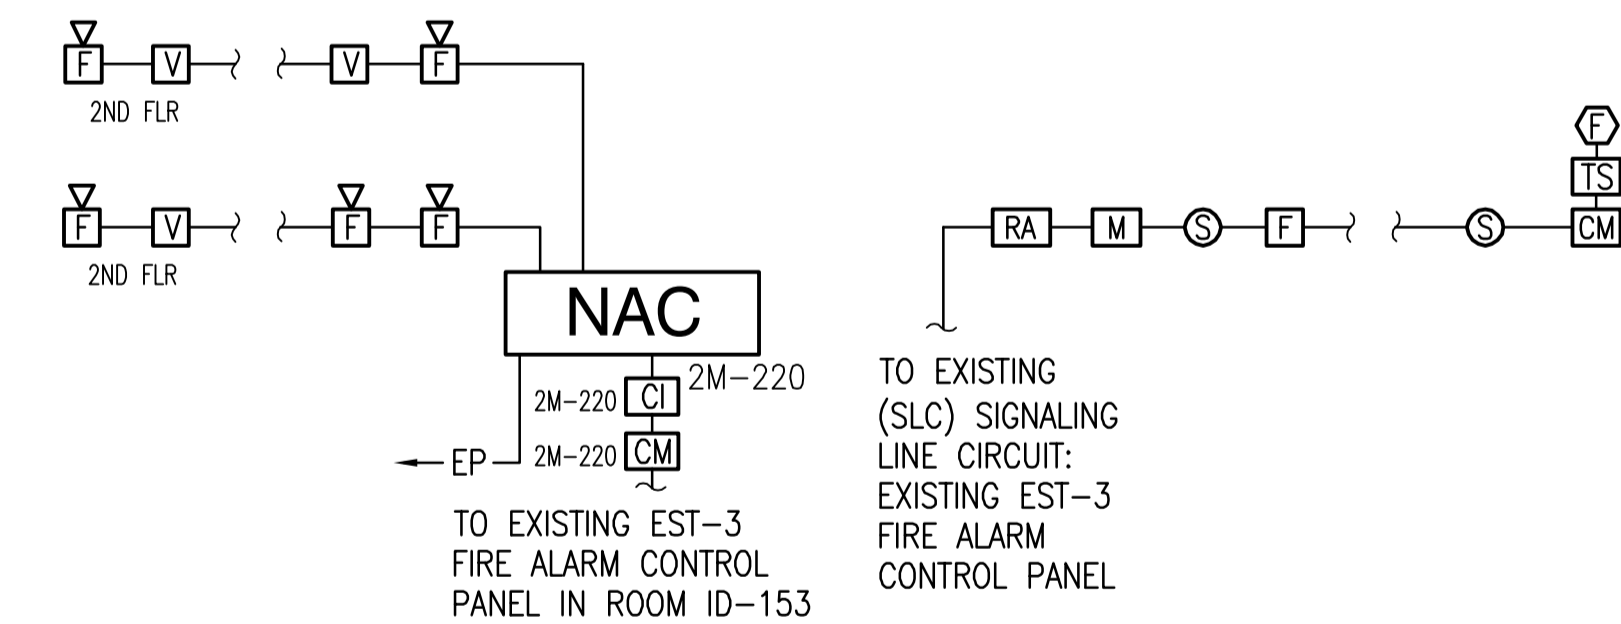 F V V F
2ND FLR
F V F F
2ND FLR
NAC
2M-220
2M-220 CI
2M-220 CM
EP
TO EXISTING EST-3
FIRE ALARM CONTROL
PANEL IN ROOM ID-153
F
TS
RA M S F S CM
TO EXISTING
(SLC) SIGNALING
LINE CIRCUIT:
EXISTING EST-3
FIRE ALARM
CONTROL PANEL